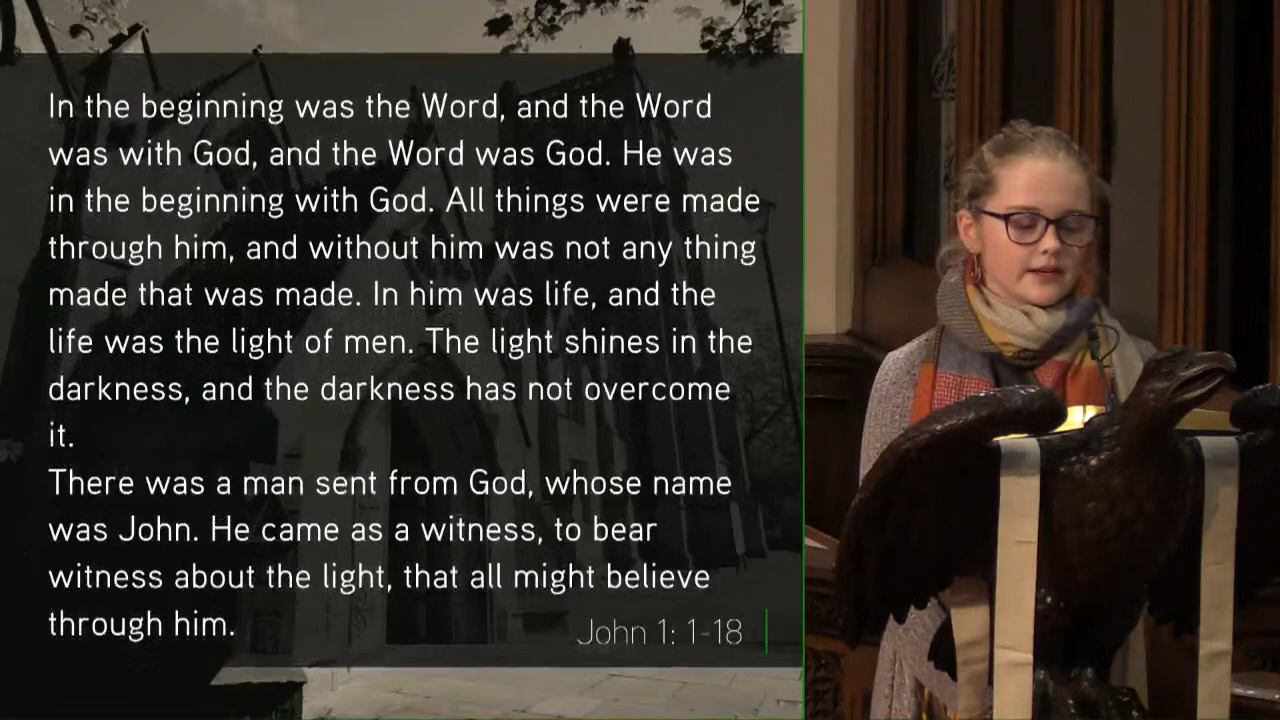 In the beginning was the Word, and the Word
was with God, and the Word was God. He was
in the beginning with God. All things were made
through him, and without him was not any thing
made that was made. In him was life, and the
life was the light of men. The light shines in the
darkness, and the darkness has not overcome
it.
There was a man sent from God, whose name
was John. He came as a witness, to bear
witness about the light, that all might believe
through him.
John 1: 1-18